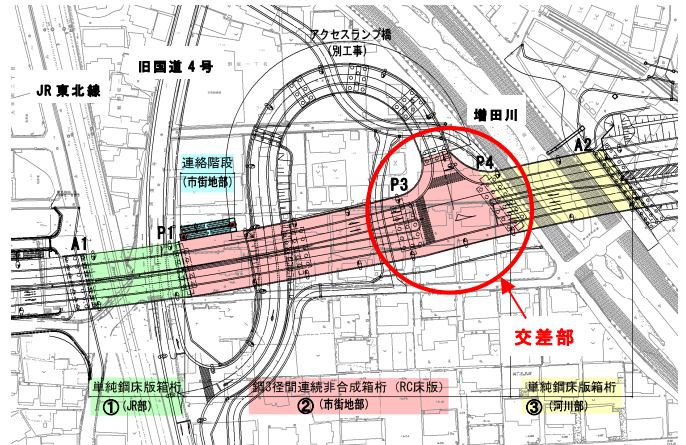 アクセスランプ橋
(別工事)
旧国道4号
JR東北線
増田川
連絡階段
(市街地部)
A2
P4
P3
P1
A1
交差部
単純鋼床版箱桁
①(JR部)
鋼3径間連続非合成箱桁(RC床版)
②(市街地部)
単純鋼床版箱桁
③(河川部)